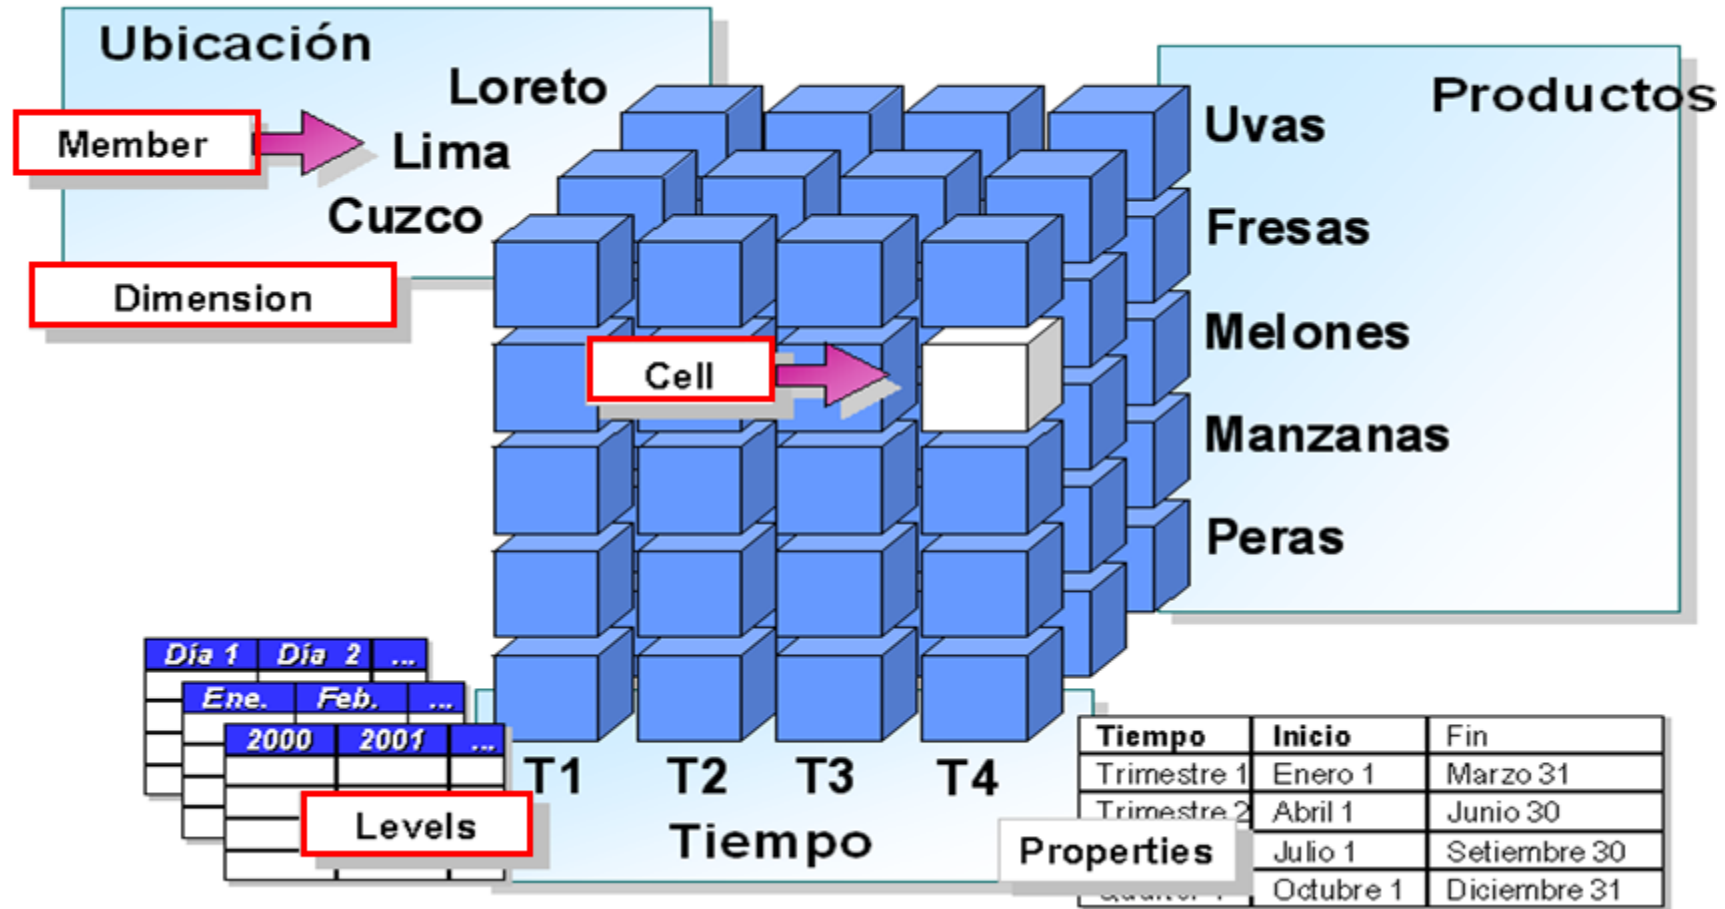 Ubicación
Loreto
Member
Lima
Cuzco
Dimension
Productos
Uvas
Fresas
Melones
Manzanas
Peras
Cell
Día 1 Día 2 ...
Ene. Feb. ...
2000 2001 ...
Levels
T1 T2 T3 T4
Tiempo
Properties
Tiempo Inicio Fin
Trimestre 1 Enero 1 Marzo 31
Trimestre 2 Abril 1 Junio 30
Julio 1 Setiembre 30
Octubre 1 Diciembre 31